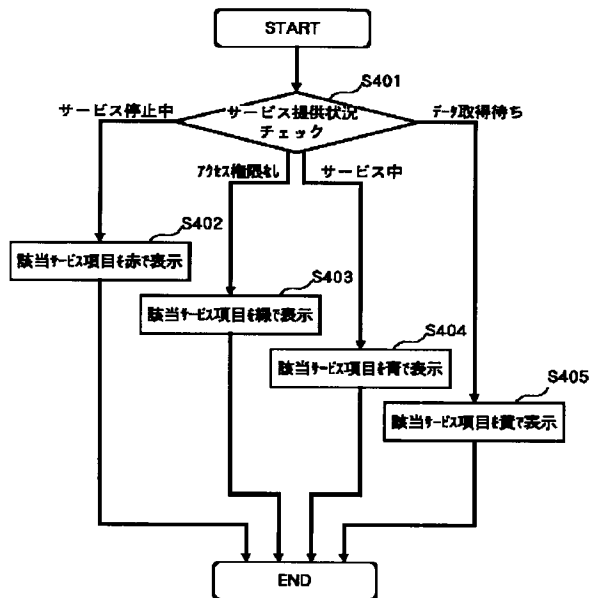 START
S401
サービス提供状況
チェック
サービス停止中
データ取得待ち
アクセス権限なし
サービス中
S402
該当サービス項目を赤で表示
S403
該当サービス項目を緑で表示
S404
該当サービス項目を青で表示
S405
該当サービス項目を黄で表示
END